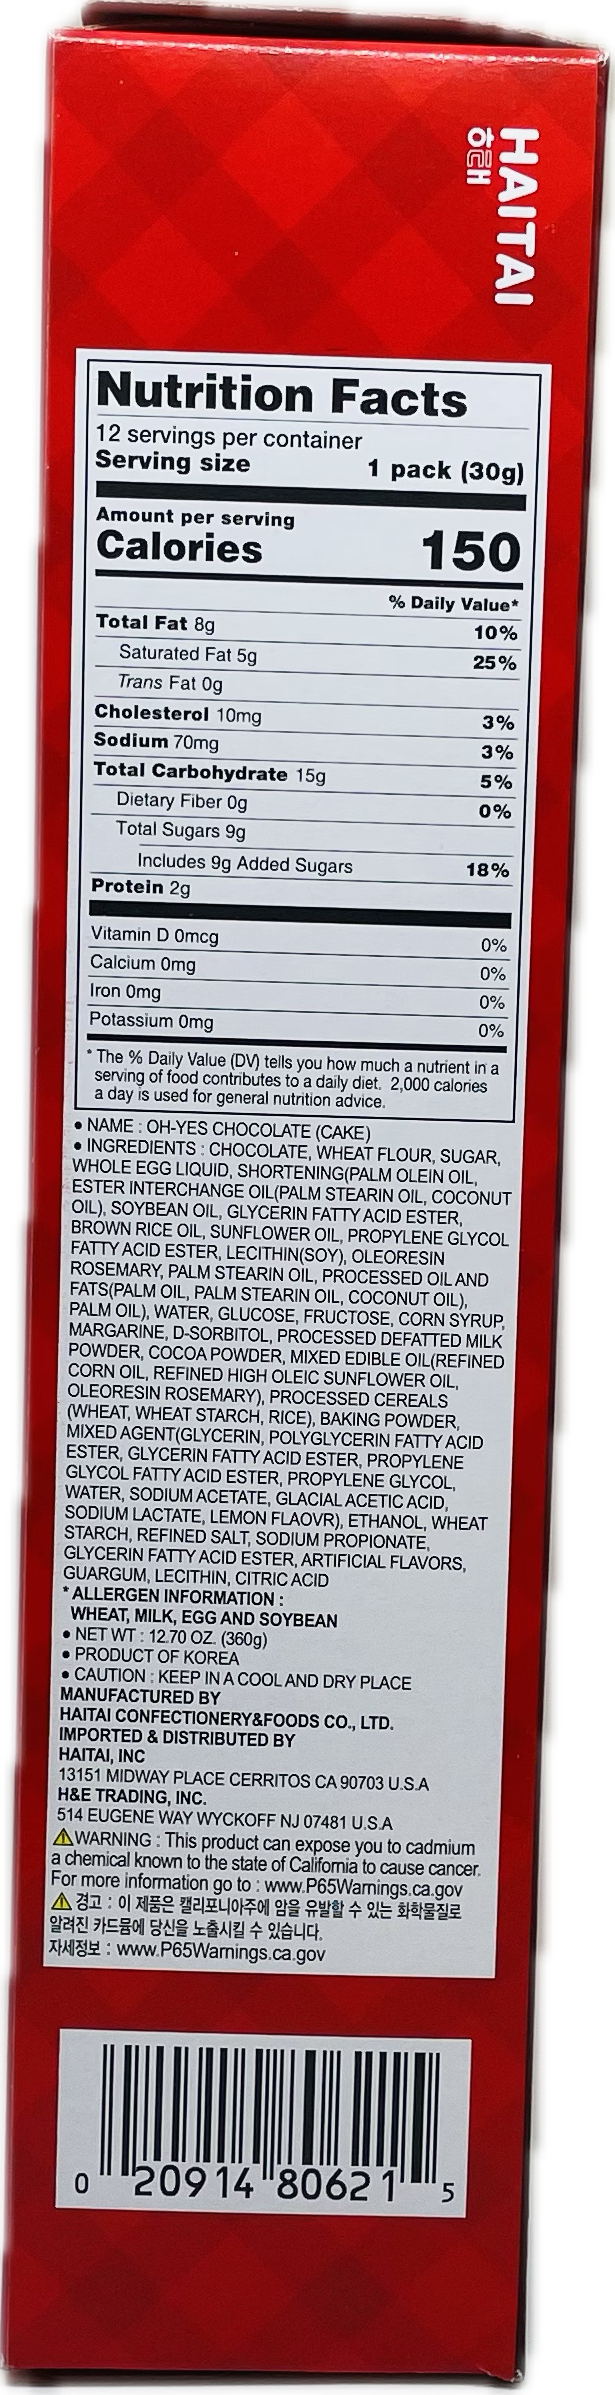 HAITAI
해태
Nutrition Facts
12 servings per container
Serving size 1 pack (30g)
Amount per serving
Calories 150
% Daily Value*
Total Fat 8g 10%
Saturated Fat 5g 25%
Trans Fat 0g
Cholesterol 10mg 3%
Sodium 70mg 3%
Total Carbohydrate 15g 5%
Dietary Fiber 0g 0%
Total Sugars 9g
Includes 9g Added Sugars 18%
Protein 2g
Vitamin D 0mcg 0%
Calcium 0mg 0%
Iron 0mg 0%
Potassium 0mg 0%
* The % Daily Value (DV) tells you how much a nutrient in a
serving of food contributes to a daily diet. 2,000 calories
a day is used for general nutrition advice.
• NAME : OH-YES CHOCOLATE (CAKE)
• INGREDIENTS : CHOCOLATE, WHEAT FLOUR, SUGAR,
WHOLE EGG LIQUID, SHORTENING(PALM OLEIN OIL,
ESTER INTERCHANGE OIL(PALM STEARIN OIL, COCONUT
OIL), SOYBEAN OIL, GLYCERIN FATTY ACID ESTER,
BROWN RICE OIL, SUNFLOWER OIL, PROPYLENE GLYCOL
FATTY ACID ESTER, LECITHIN(SOY), OLEORESIN
ROSEMARY, PALM STEARIN OIL, PROCESSED OIL AND
FATS(PALM OIL, PALM STEARIN OIL, COCONUT OIL),
PALM OIL), WATER, GLUCOSE, FRUCTOSE, CORN SYRUP,
MARGARINE, D-SORBITOL, PROCESSED DEFATTED MILK
POWDER, COCOA POWDER, MIXED EDIBLE OIL(REFINED
CORN OIL, REFINED HIGH OLEIC SUNFLOWER OIL,
OLEORESIN ROSEMARY), PROCESSED CEREALS
(WHEAT, WHEAT STARCH, RICE), BAKING POWDER,
MIXED AGENT(GLYCERIN, POLYGLYCERIN FATTY ACID
ESTER, GLYCERIN FATTY ACID ESTER, PROPYLENE
GLYCOL FATTY ACID ESTER, PROPYLENE GLYCOL,
WATER, SODIUM ACETATE, GLACIAL ACETIC ACID,
SODIUM LACTATE, LEMON FLAOVR), ETHANOL, WHEAT
STARCH, REFINED SALT, SODIUM PROPIONATE,
GLYCERIN FATTY ACID ESTER, ARTIFICIAL FLAVORS,
GUARGUM, LECITHIN, CITRIC ACID
* ALLERGEN INFORMATION :
WHEAT, MILK, EGG AND SOYBEAN
• NET WT : 12.70 OZ. (360g)
• PRODUCT OF KOREA
• CAUTION : KEEP IN A COOL AND DRY PLACE
MANUFACTURED BY
HAITAI CONFECTIONERY&FOODS CO., LTD.
IMPORTED & DISTRIBUTED BY
HAITAI, INC
13151 MIDWAY PLACE CERRITOS CA 90703 U.S.A
H&E TRADING, INC.
514 EUGENE WAY WYCKOFF NJ 07481 U.S.A
⚠WARNING : This product can expose you to cadmium
a chemical known to the state of California to cause cancer.
For more information go to : www.P65Warnings.ca.gov
⚠ 경고 : 이 제품은 캘리포니아주에 암을 유발할 수 있는 화학물질로
알려진 카드뮴에 당신을 노출시킬 수 있습니다.
자세정보 : www.P65Warnings.ca.gov
0 20914 80621 5